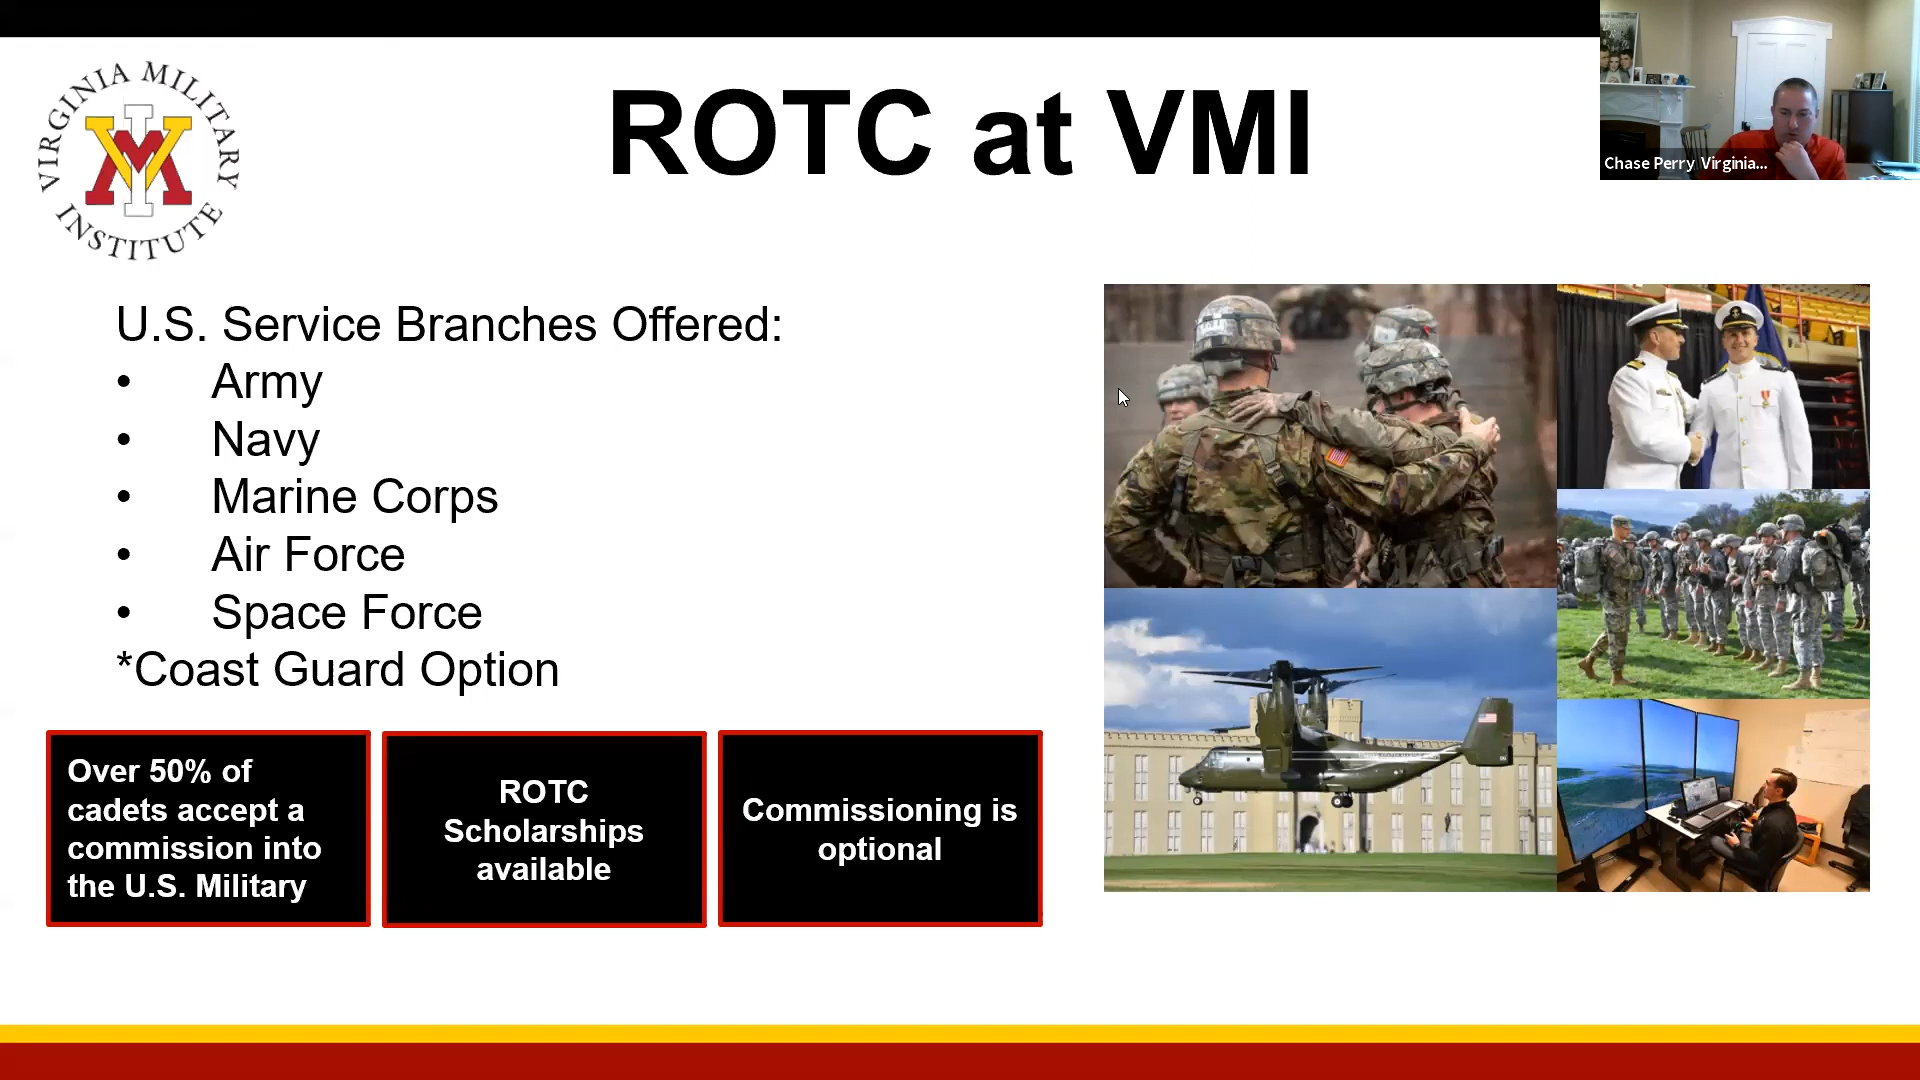 VIRGINIA MILITARY
INSTITUTE
VMI
ROTC at VMI
Chase Perry Virginia...
U.S. Service Branches Offered:
• Army
• Navy
• Marine Corps
• Air Force
• Space Force
*Coast Guard Option
Over 50% of
cadets accept a
commission into
the U.S. Military
ROTC
Scholarships
available
Commissioning is
optional